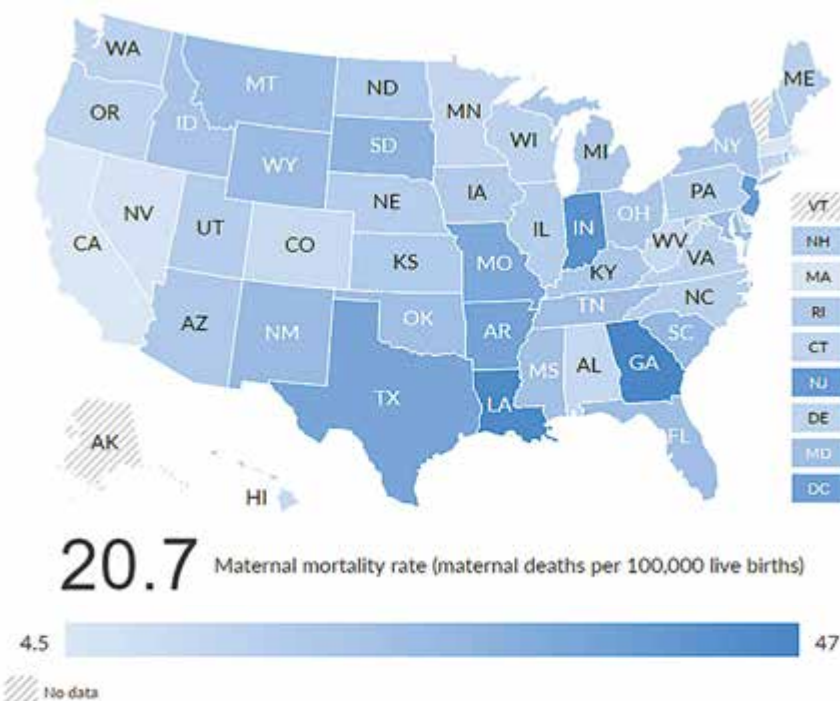 WA
MT
ND
ME
OR
ID
MN
SD
WI
MI
NY
WY
NE
IA
PA
NV
UT
IL
IN
OH
CA
CO
KS
MO
WV
VA
KY
NC
AZ
NM
OK
AR
TN
SC
MS
AL
GA
TX
LA
FL
AK
HI
VT
NH
MA
RI
CT
NJ
DE
MD
DC
20.7 Maternal mortality rate (maternal deaths per 100,000 live births)
4.5 47
No data